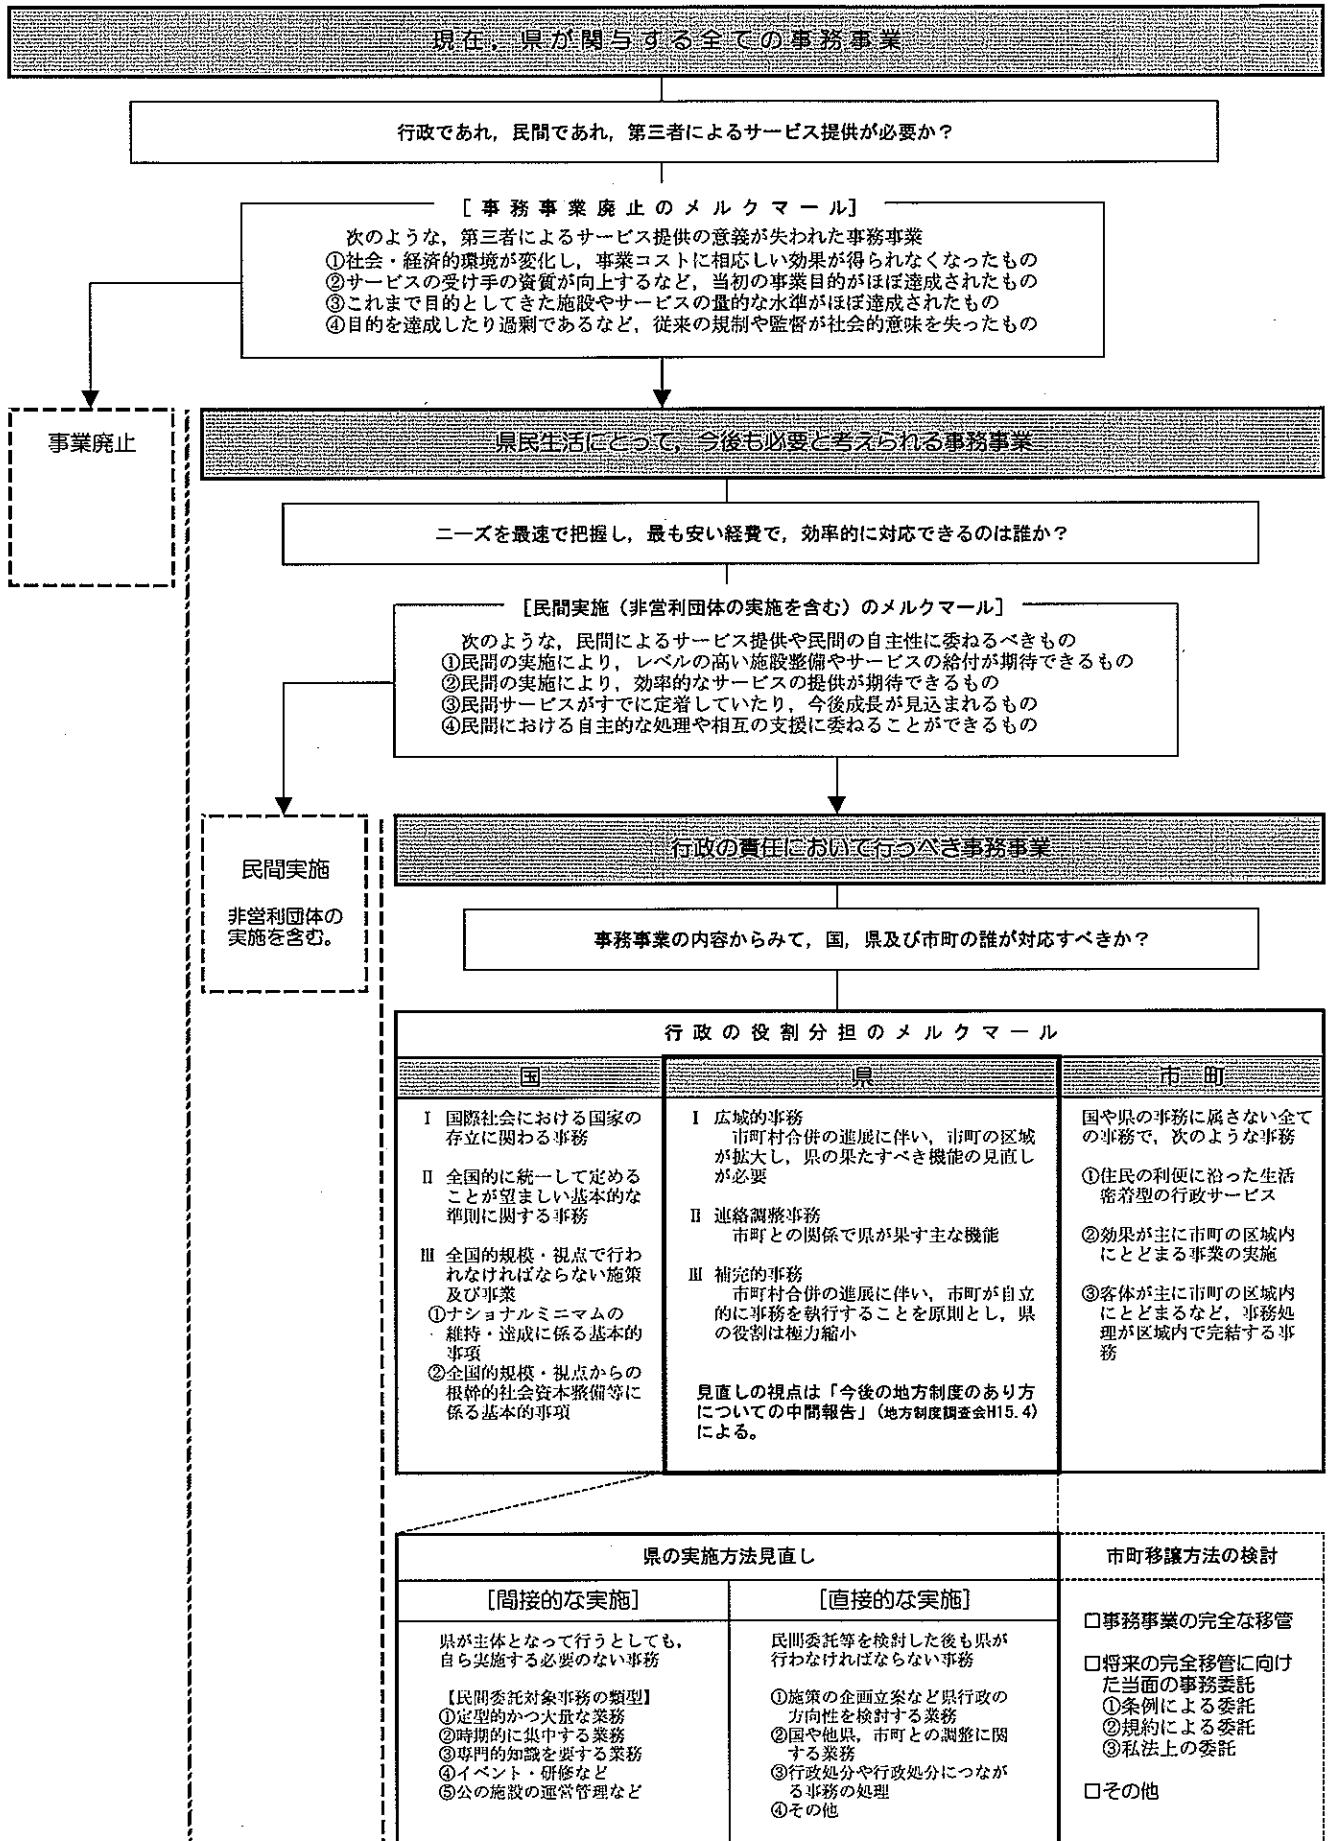 現在，県が関与する全ての事務事業
行政であれ，民間であれ，第三者によるサービス提供が必要か？
［事務事業廃止のメルクマール］
次のような，第三者によるサービス提供の意義が失われた事務事業
①社会・経済的環境が変化し，事業コストに相応しい効果が得られなくなったもの
②サービスの受け手の資質が向上するなど，当初の事業目的がほぼ達成されたもの
③これまで目的としてきた施設やサービスの量的な水準がほぼ達成されたもの
④目的を達成したり過剰であるなど，従来の規制や監督が社会的意味を失ったもの
事業廃止
県民生活にとって，今後も必要と考えられる事務事業
ニーズを最速で把握し，最も安い経費で，効率的に対応できるのは誰か？
［民間実施（非営利団体の実施を含む）のメルクマール］
次のような，民間によるサービス提供や民間の自主性に委ねるべきもの
①民間の実施により，レベルの高い施設整備やサービスの給付が期待できるもの
②民間の実施により，効率的なサービスの提供が期待できるもの
③民間サービスがすでに定着していたり，今後成長が見込まれるもの
④民間における自主的な処理や相互の支援に委ねることができるもの
民間実施
非営利団体の
実施を含む。
行政の責任において行うべき事務事業
事務事業の内容からみて，国，県及び市町の誰が対応すべきか？
行政の役割分担のメルクマール
国
Ⅰ 国際社会における国家の
存立に関わる事務
Ⅱ 全国的に統一して定める
ことが望ましい基本的な
準則に関する事務
Ⅲ 全国的規模・視点で行わ
れなければならない施策
及び事業
①ナショナルミニマムの
維持・達成に係る基本的
事項
②全国的規模・視点からの
根幹的社会資本整備等に
係る基本的事項
県
Ⅰ 広域的事務
市町村合併の進展に伴い，市町の区域
が拡大し，県の果たすべき機能の見直し
が必要
Ⅱ 連絡調整事務
市町との関係で県が果す主な機能
Ⅲ 補完的事務
市町村合併の進展に伴い，市町が自立
的に事務を執行することを原則とし，県
の役割は極力縮小
見直しの視点は「今後の地方制度のあり方
についての中間報告」（地方制度調査会H15.4）
による。
市町
国や県の事務に属さない全て
の事務で，次のような事務
①住民の利便に沿った生活
密着型の行政サービス
②効果が主に市町の区域内
にとどまる事業の実施
③客体が主に市町の区域内
にとどまるなど，事務処
理が区域内で完結する事
務
県の実施方法見直し
［間接的な実施］
県が主体となって行うとしても，
自ら実施する必要のない事務
【民間委託対象事務の類型】
①定型的かつ大量な業務
②時期的に集中する業務
③専門的知識を要する業務
④イベント・研修など
⑤公の施設の運営管理など
［直接的な実施］
民間委託等を検討した後も県が
行わなければならない事務
①施策の企画立案など県行政の
方向性を検討する業務
②国や他県，市町との調整に関
する業務
③行政処分や行政処分につなが
る事務の処理
④その他
市町移譲方法の検討
□事務事業の完全な移管
□将来の完全移管に向け
た当面の事務委託
①条例による委託
②規約による委託
③私法上の委託
□その他